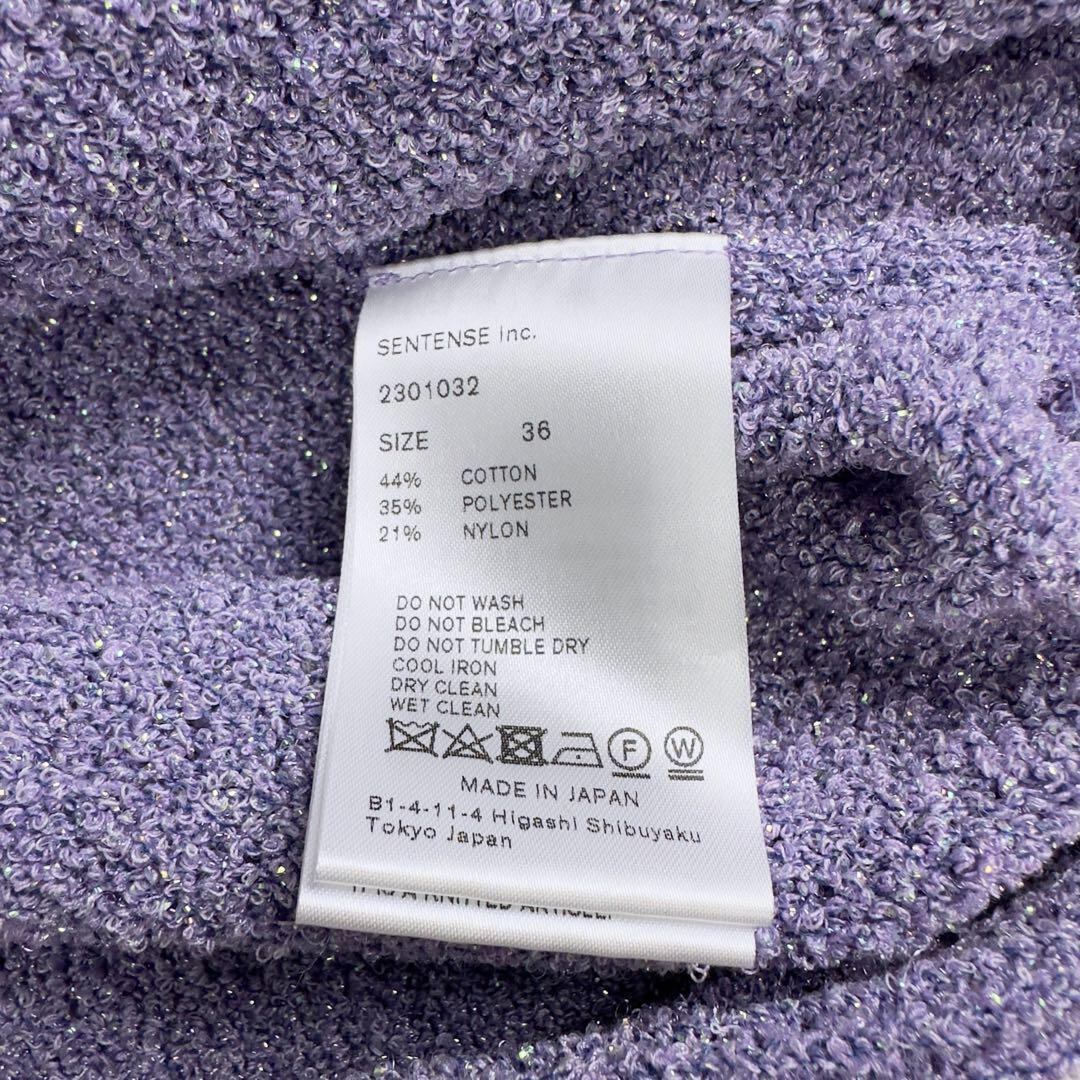 SENTENSE Inc.
2301032
SIZE 36
44% COTTON
35% POLYESTER
21% NYLON
DO NOT WASH
DO NOT BLEACH
DO NOT TUMBLE DRY
COOL IRON
DRY CLEAN
WET CLEAN
F W
MADE IN JAPAN
B1-4-11-4 Higashi Shibuyaku
Tokyo Japan
A KNITTED ARTICLE.